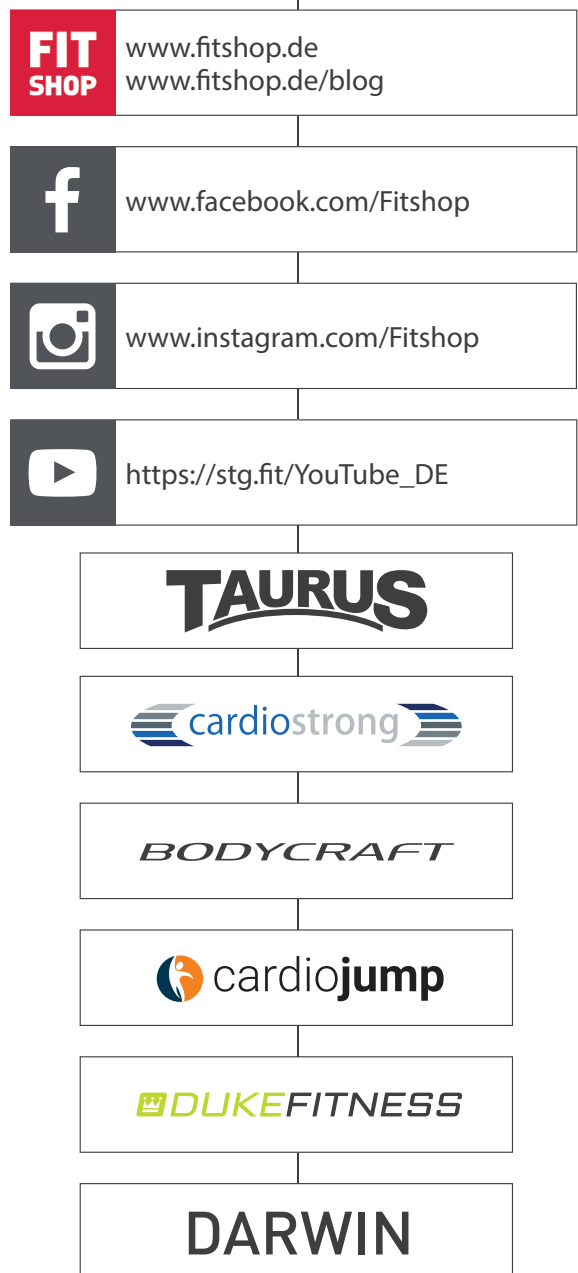 FIT
SHOP
www.fitshop.de
www.fitshop.de/blog
f
www.facebook.com/Fitshop
www.instagram.com/Fitshop
https://stg.fit/YouTube_DE
TAURUS
cardiostrong
BODYCRAFT
cardiojump
DUKEFITNESS
DARWIN